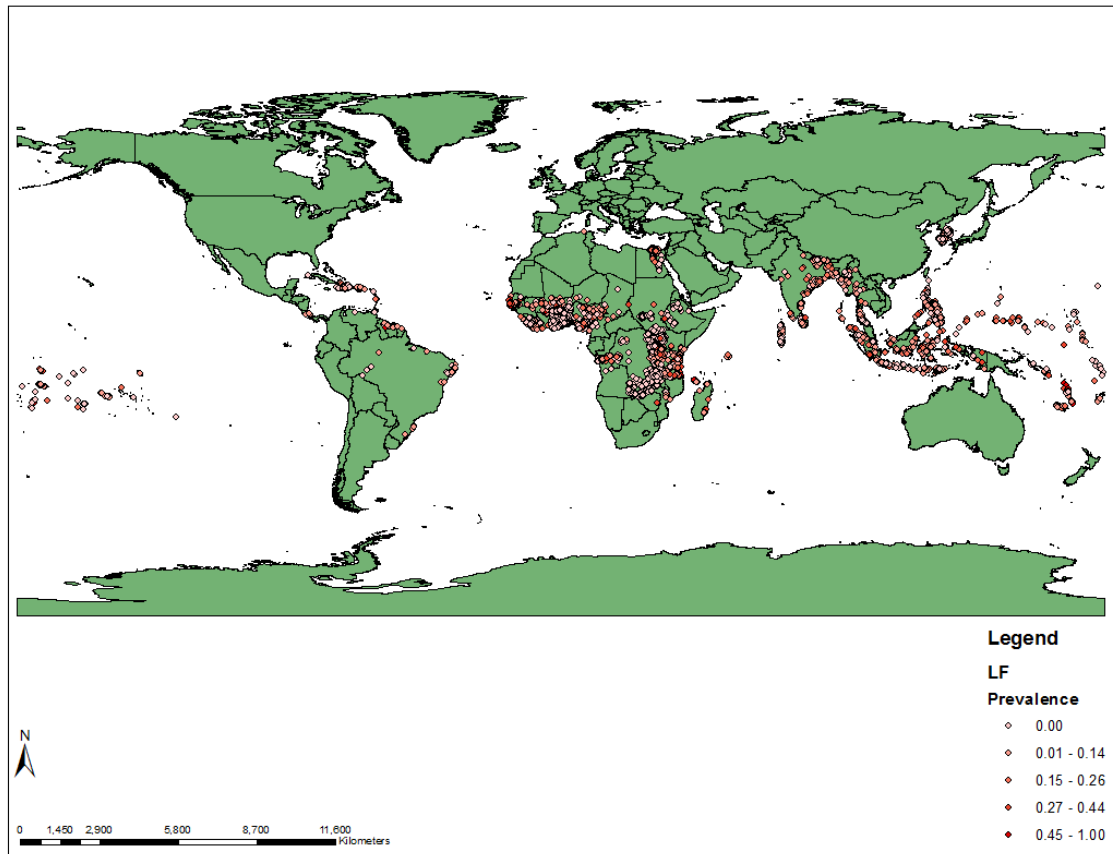 Legend
LF
Prevalence
0.00
0.01 - 0.14
0.15 - 0.26
0.27 - 0.44
0.45 - 1.00
N
0 1,450 2,900 5,800 8,700 11,600
Kilometers